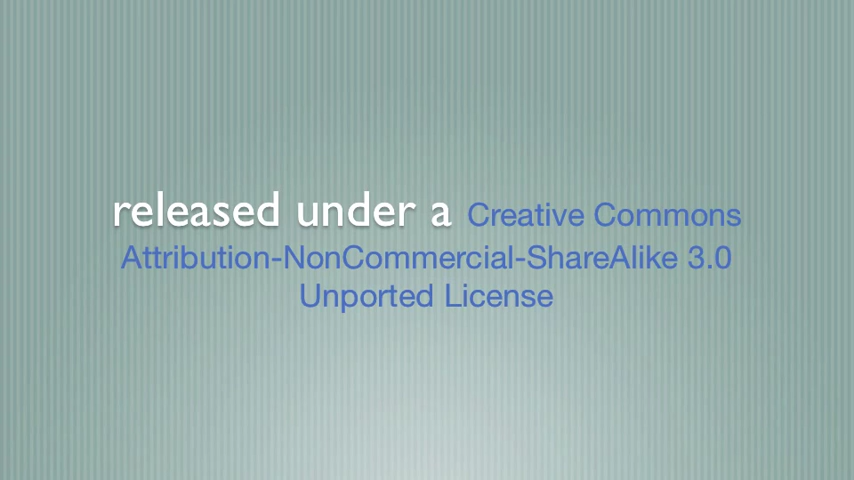 released under a Creative Commons
Attribution-NonCommercial-ShareAlike 3.0
Unported License